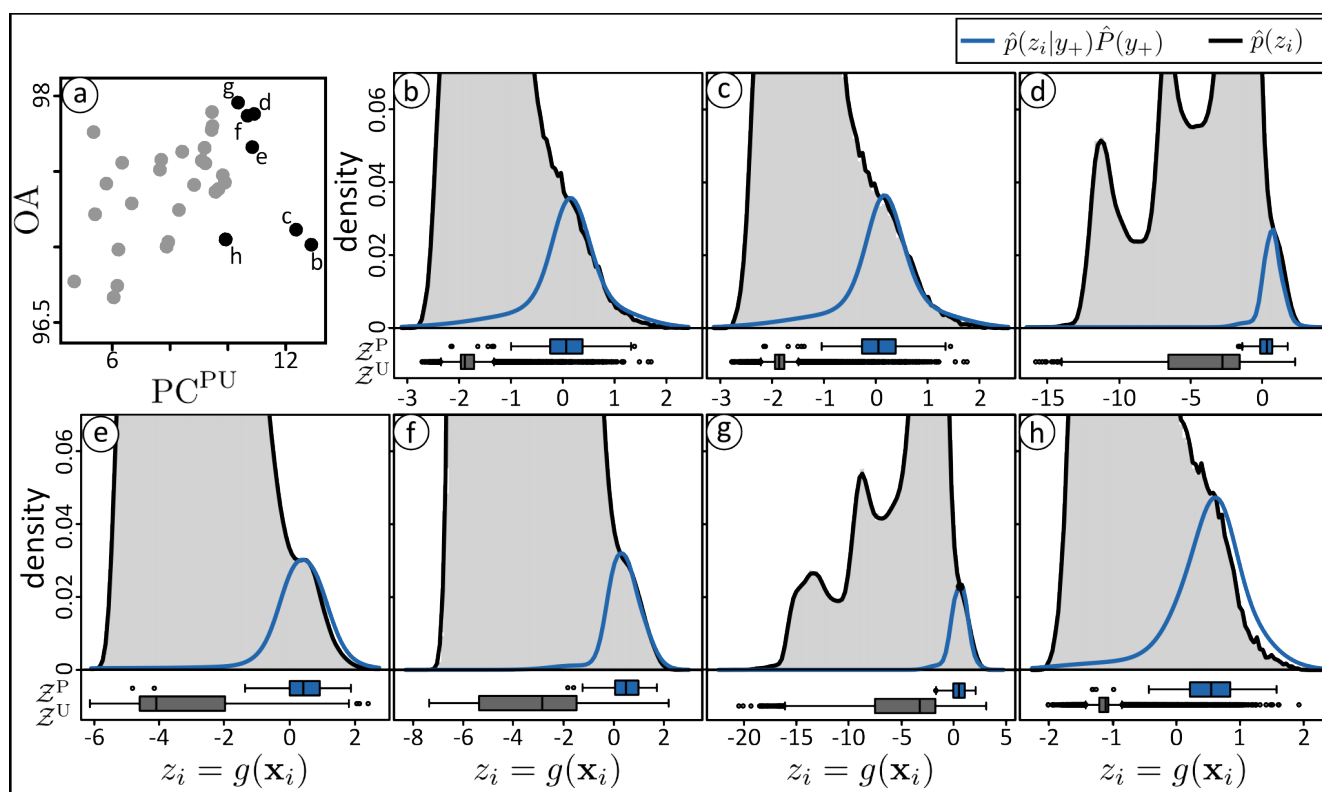 p̂(z_i|y_+)P̂(y_+) p̂(z_i)
a
98
96.5
OA
6 12
PC^PU
g
d
f
e
c
h
b
b
density
0.06
0.04
0.02
0
z^P
z^U
-3 -2 -1 0 1 2
c
-3 -2 -1 0 1 2
d
-15 -10 -5 0
e
density
0.06
0.04
0.02
0
z^P
z^U
-6 -4 -2 0 2
z_i = g(x_i)
f
-8 -6 -4 -2 0 2
z_i = g(x_i)
g
-20 -15 -10 -5 0
z_i = g(x_i)
h
-2 -1 0 1 2
z_i = g(x_i)